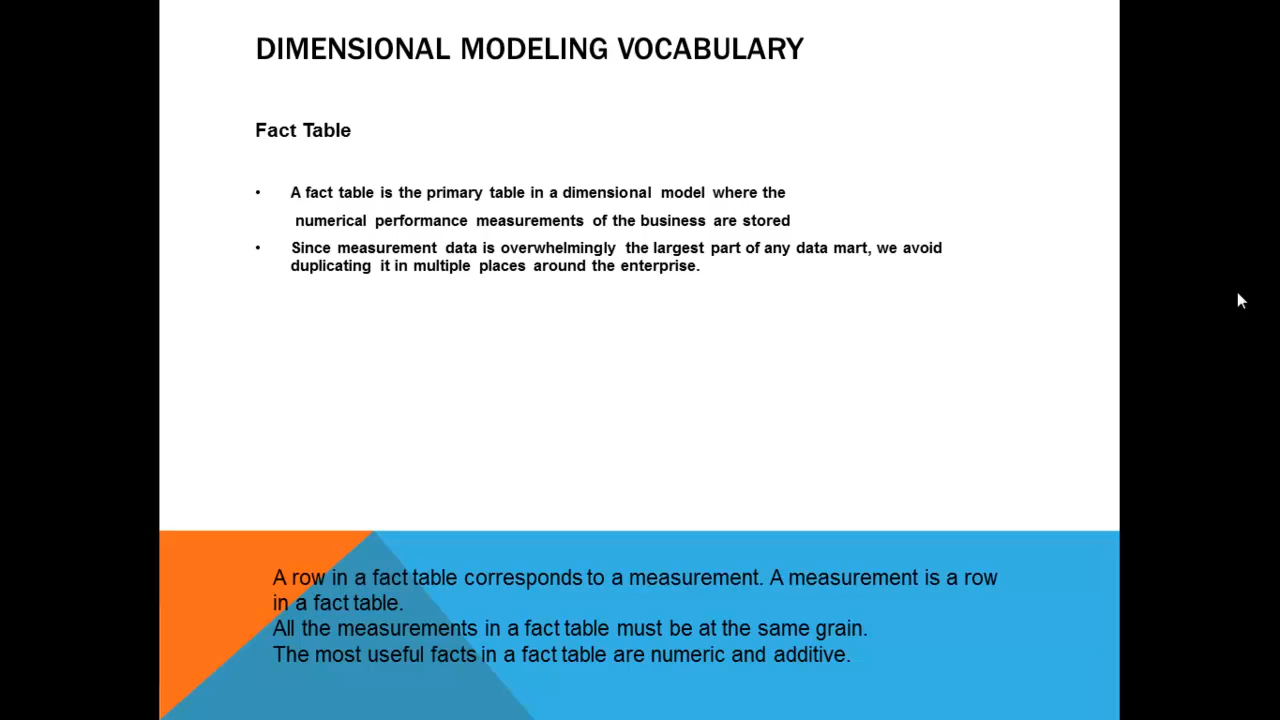 DIMENSIONAL MODELING VOCABULARY
Fact Table
• A fact table is the primary table in a dimensional model where the
numerical performance measurements of the business are stored
• Since measurement data is overwhelmingly the largest part of any data mart, we avoid
duplicating it in multiple places around the enterprise.
A row in a fact table corresponds to a measurement. A measurement is a row
in a fact table.
All the measurements in a fact table must be at the same grain.
The most useful facts in a fact table are numeric and additive.